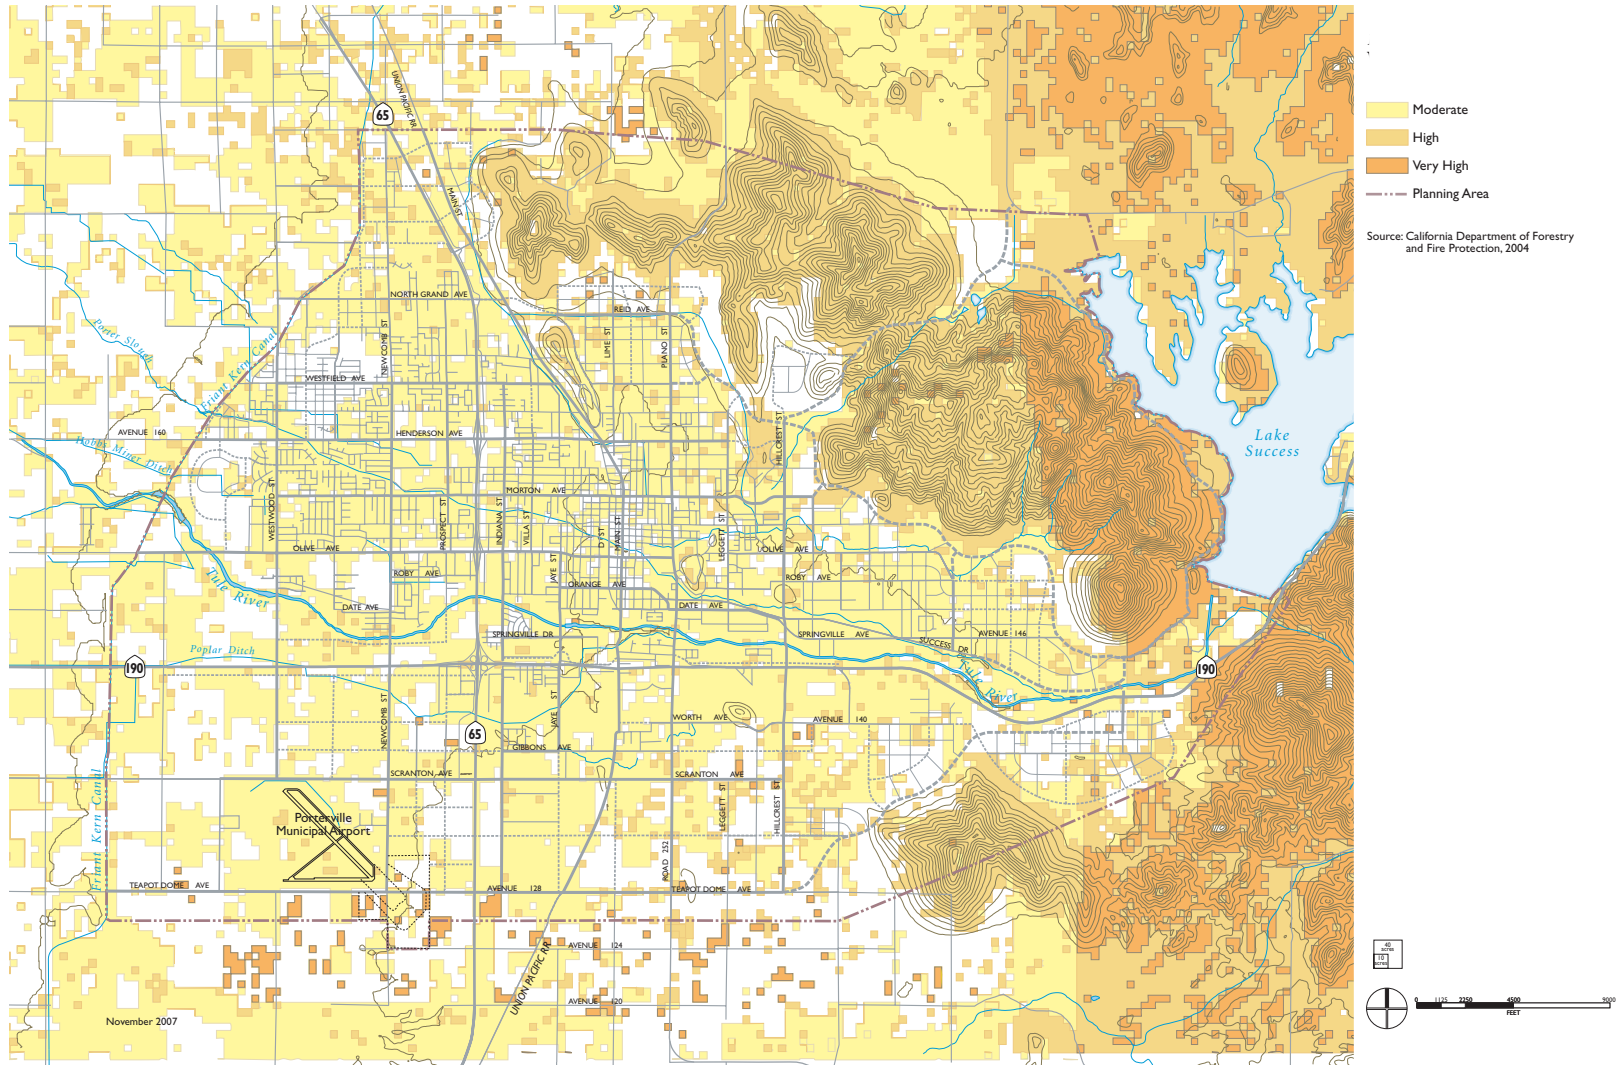 Moderate
High
Very High
Planning Area
Source: California Department of Forestry
and Fire Protection, 2004
UNION PACIFIC RR
65
MAIN ST
NORTH GRAND AVE
REID AVE
Porter Slough
Friant Kern Canal
NEWCOMB ST
LIME ST
PLANO ST
WESTFIELD AVE
AVENUE 160
HENDERSON AVE
HILLCREST ST
Lake
Success
Hobbs Miner Ditch
WESTWOOD ST
MORTON AVE
PROSPECT ST
INDIANA ST
VILLA ST
D ST
MAIN ST
LEGGETT ST
OLIVE AVE
OLIVE AVE
JAYE ST
ROBY AVE
ORANGE AVE
ROBY AVE
Tule River
DATE AVE
DATE AVE
SPRINGVILLE DR
SPRINGVILLE AVE
SUCCESS DR
AVENUE 146
Poplar Ditch
190
190
Tule River
NEWCOMB ST
JAYE ST
WORTH AVE
AVENUE 140
65
GIBBONS AVE
SCRANTON AVE
SCRANTON AVE
Friant Kern Canal
Porterville
Municipal Airport
LEGGETT ST
HILLCREST ST
ROAD 252
TEAPOT DOME AVE
AVENUE 128
TEAPOT DOME AVE
UNION PACIFIC RR
AVENUE 124
AVENUE 120
November 2007
40
acres
10
acres
0 1125 2250 4500 9000
FEET